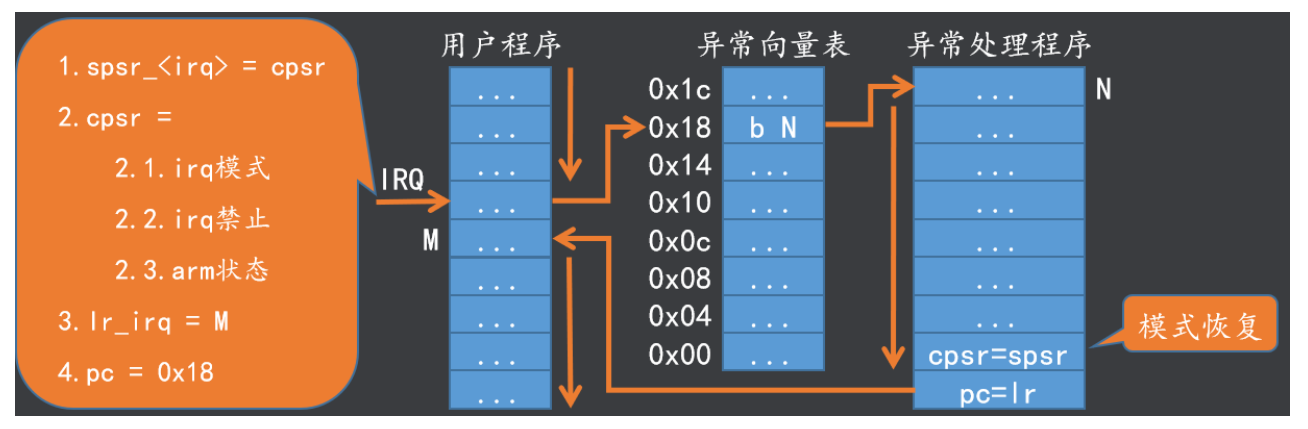 1.spsr_<irq> = cpsr
2.cpsr =
2.1.irq模式
2.2.irq禁止
2.3.arm状态
3.lr_irq = M
4.pc = 0x18
IRQ
M
用户程序
...
...
...
...
...
...
...
...
...
异常向量表
0x1c ...
0x18 b N
0x14 ...
0x10 ...
0x0c ...
0x08 ...
0x04 ...
0x00 ...
异常处理程序
... N
...
...
...
...
...
...
cpsr=spsr
pc=lr
模式恢复